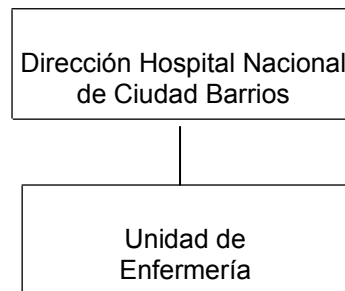 Dirección Hospital Nacional
de Ciudad Barrios
Unidad de
Enfermería